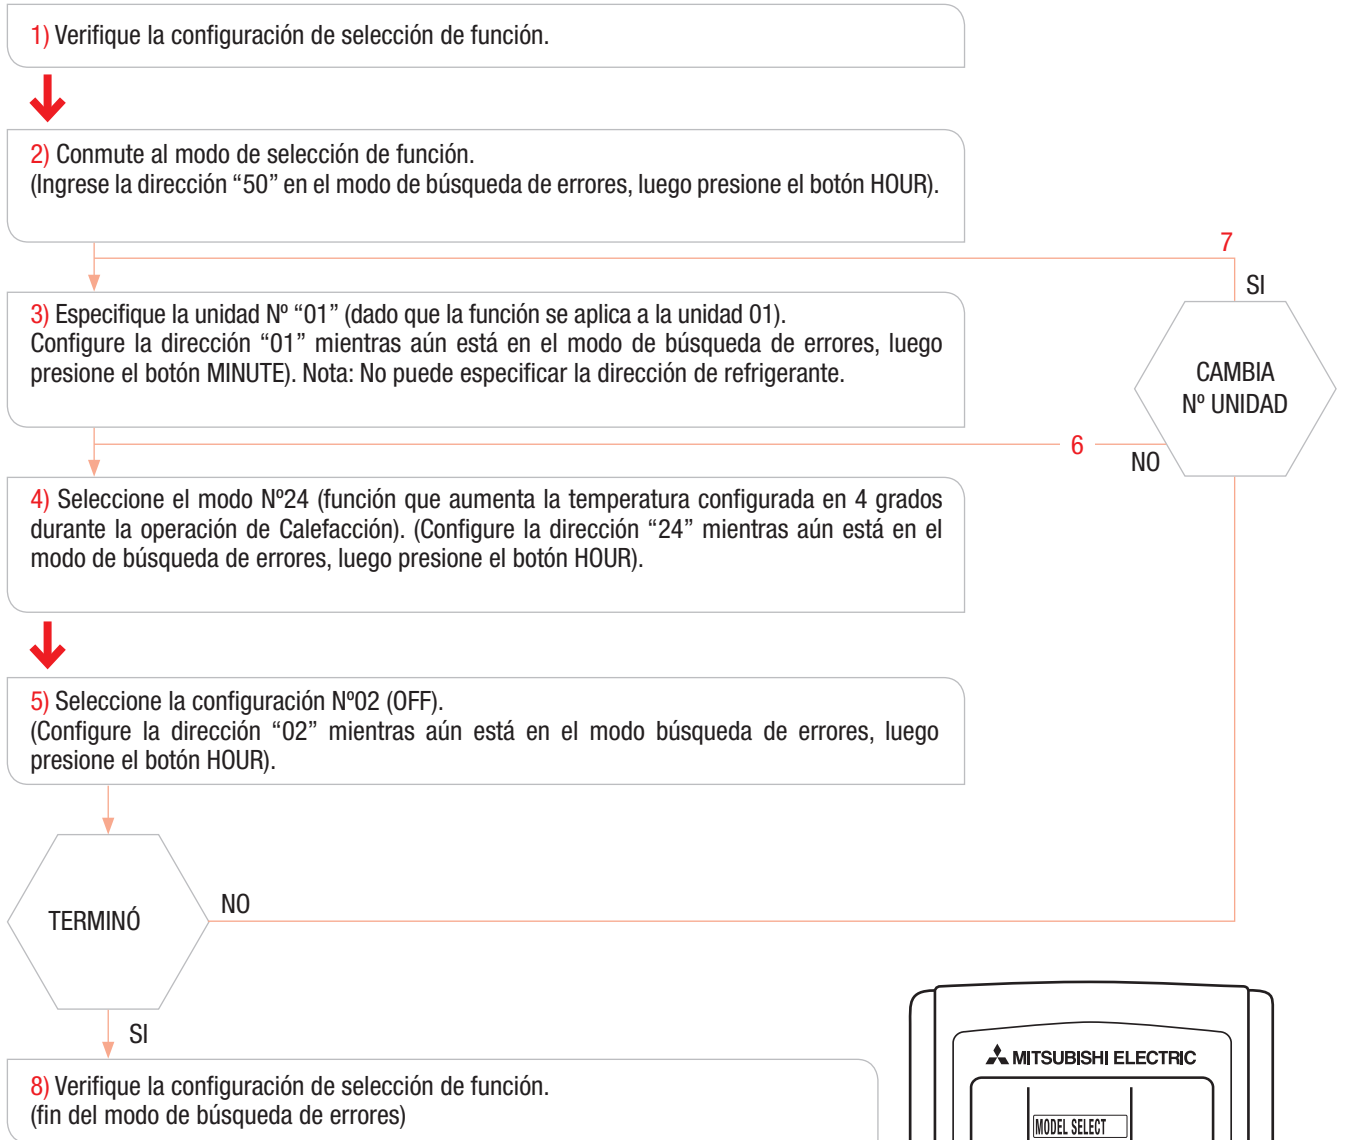 1) Verifique la configuración de selección de función.
2) Conmute al modo de selección de función.
(Ingrese la dirección “50” en el modo de búsqueda de errores, luego presione el botón HOUR).
7
SI
3) Especifique la unidad Nº “01” (dado que la función se aplica a la unidad 01).
Configure la dirección “01” mientras aún está en el modo de búsqueda de errores, luego
presione el botón MINUTE). Nota: No puede especificar la dirección de refrigerante.
CAMBIA
Nº UNIDAD
6
NO
4) Seleccione el modo Nº24 (función que aumenta la temperatura configurada en 4 grados
durante la operación de Calefacción). (Configure la dirección “24” mientras aún está en el
modo de búsqueda de errores, luego presione el botón HOUR).
5) Seleccione la configuración Nº02 (OFF).
(Configure la dirección “02” mientras aún está en el modo búsqueda de errores, luego
presione el botón HOUR).
TERMINÓ
NO
SI
8) Verifique la configuración de selección de función.
(fin del modo de búsqueda de errores)
MITSUBISHI ELECTRIC
MODEL SELECT